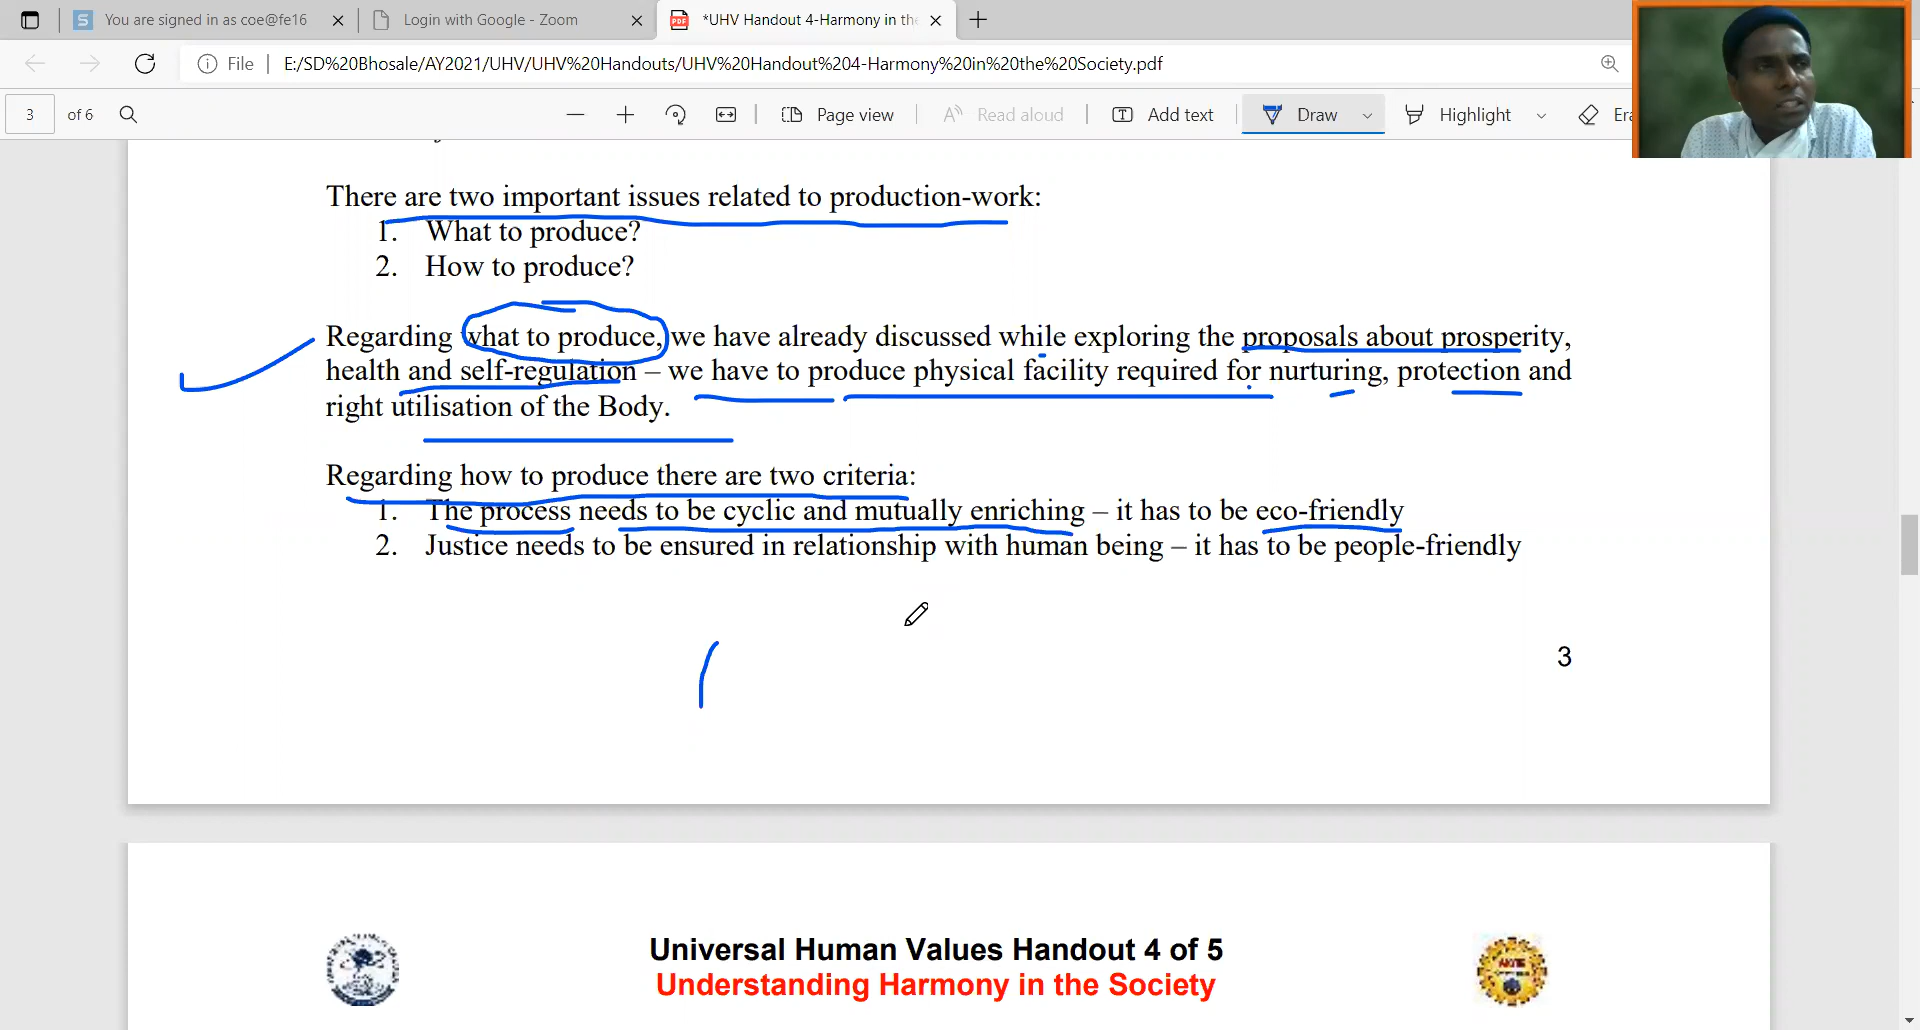 You are signed in as coe@fe16
Login with Google - Zoom
*UHV Handout 4-Harmony in the
File
E:/SD%20Bhosale/AY2021/UHV/UHV%20Handouts/UHV%20Handout%204-Harmony%20in%20the%20Society.pdf
3 of 6
Page view
Read aloud
Add text
Draw
Highlight
There are two important issues related to production-work:
1. What to produce?
2. How to produce?
Regarding what to produce, we have already discussed while exploring the proposals about prosperity,
health and self-regulation – we have to produce physical facility required for nurturing, protection and
right utilisation of the Body.
Regarding how to produce there are two criteria:
1. The process needs to be cyclic and mutually enriching – it has to be eco-friendly
2. Justice needs to be ensured in relationship with human being – it has to be people-friendly
3
Universal Human Values Handout 4 of 5
Understanding Harmony in the Society